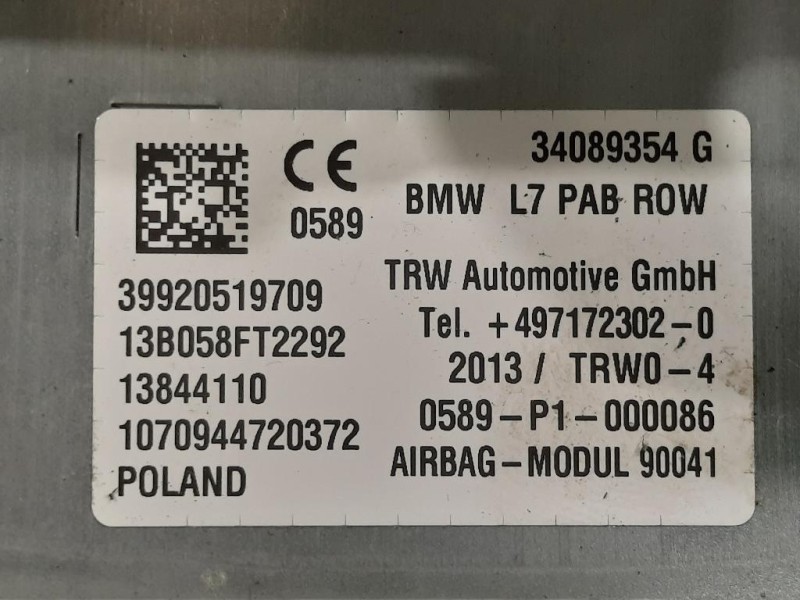 34089354 G
CE
0589
BMW L7 PAB ROW
39920519709
13B058FT2292
13844110
1070944720372
POLAND
TRW Automotive GmbH
Tel. +497172302-0
2013/ TRW0-4
0589-P1-000086
AIRBAG-MODUL 90041